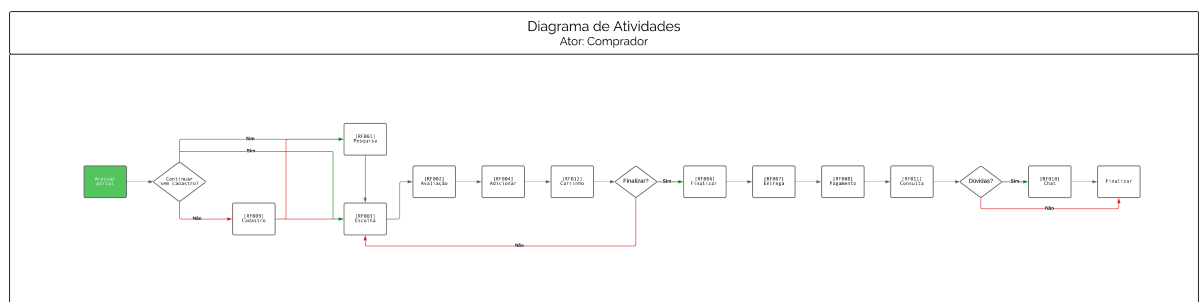 Diagrama de Atividades
Ator: Comprador
Acessar
portal
Continuar
sem cadastro?
Sim
Sim
Não
[RF009]
Cadastro
[RF001]
Pesquisa
[RF003]
Escolha
[RF002]
Avaliação
[RF004]
Adicionar
[RF012]
Carrinho
Finalizar?
Sim
Não
[RF006]
Finalizar
[RF007]
Entrega
[RF008]
Pagamento
[RF011]
Consulta
Dúvidas?
Sim
Não
[RF010]
Chat
Finalizar